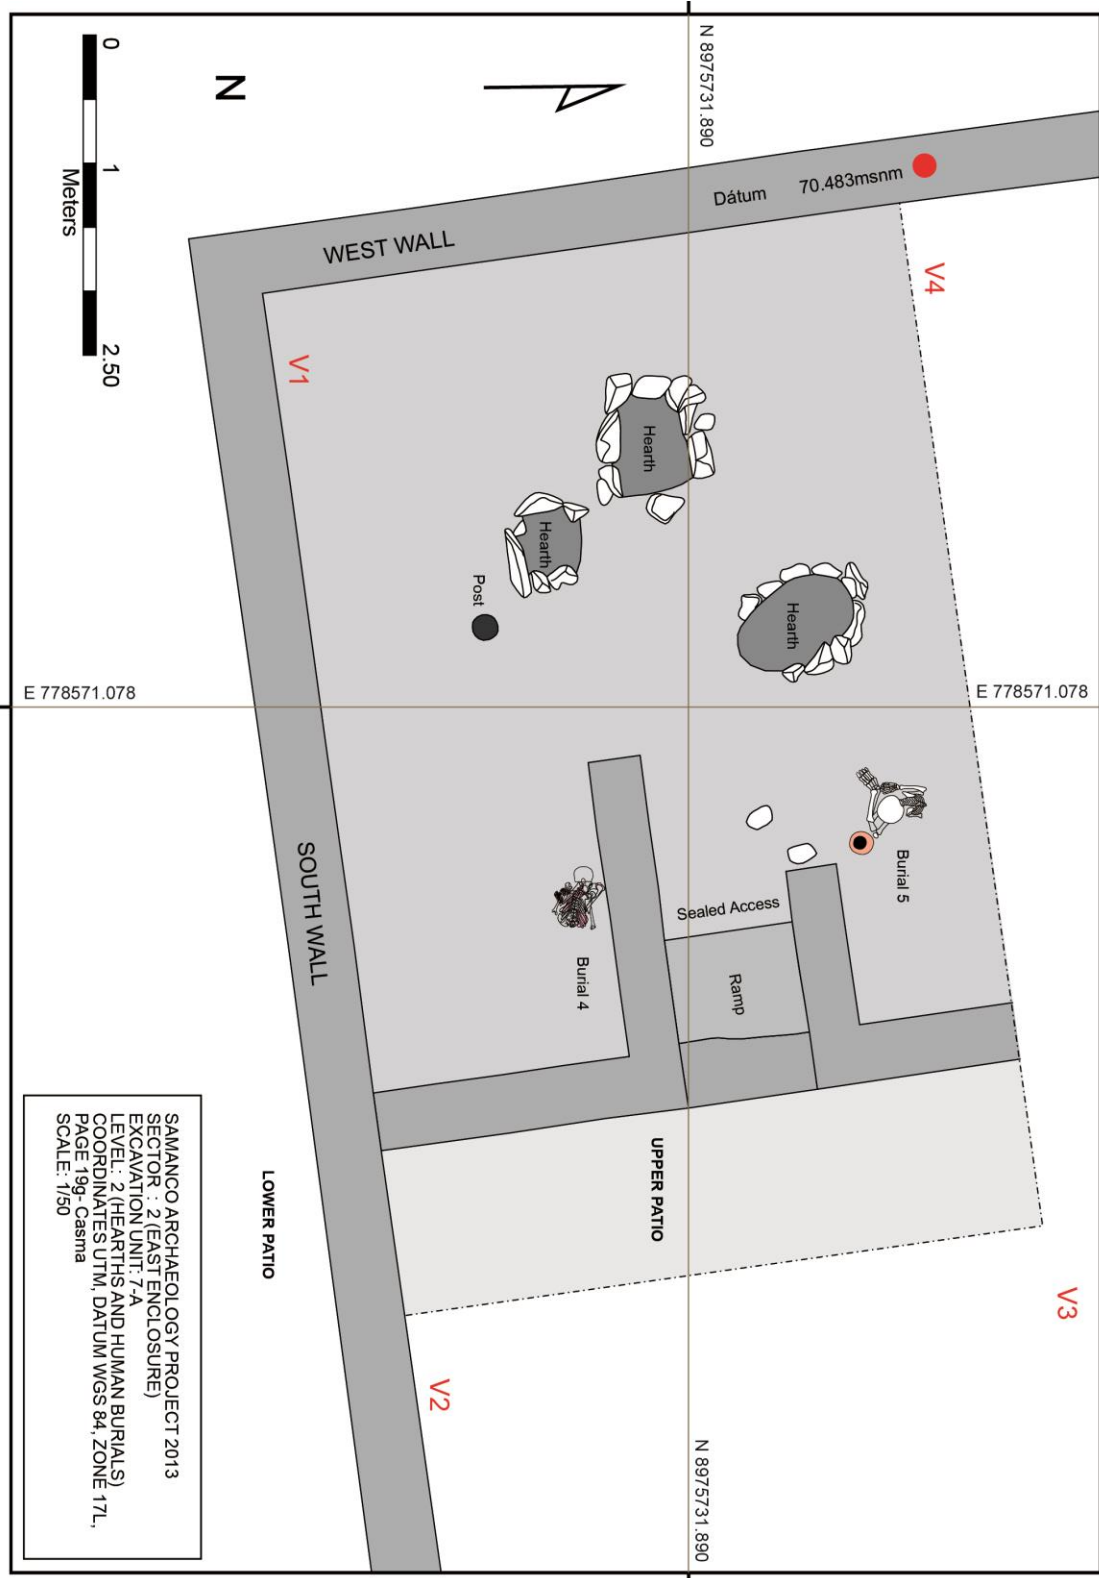 0
1
2.50
Meters
N
N 8975731.890
Dátum 70.483msnm
WEST WALL
V4
V1
Hearth
Hearth
Hearth
Post
E 778571.078
E 778571.078
Burial 5
SOUTH WALL
Sealed Access
Burial 4
Ramp
UPPER PATIO
LOWER PATIO
V3
V2
N 8975731.890
SAMANCO ARCHAEOLOGY PROJECT 2013
SECTOR : 2 (EAST ENCLOSURE)
EXCAVATION UNIT: 7-A
LEVEL: 2 (HEARTHS AND HUMAN BURIALS)
COORDINATES UTM, DATUM WGS 84, ZONE 17L,
PAGE 19g- Casma
SCALE: 1/50